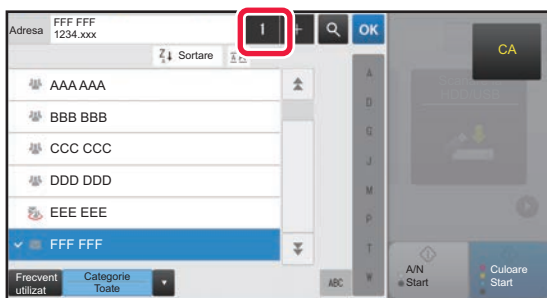 Adresa
FFF FFF
1234.xxx
1
+
OK
CA
Sortare
AAA AAA
BBB BBB
CCC CCC
DDD DDD
EEE EEE
FFF FFF
A
D
G
J
M
P
T
W
Frecvent
utilizat
Categorie
Toate
ABC
A/N
Start
Culoare
Start